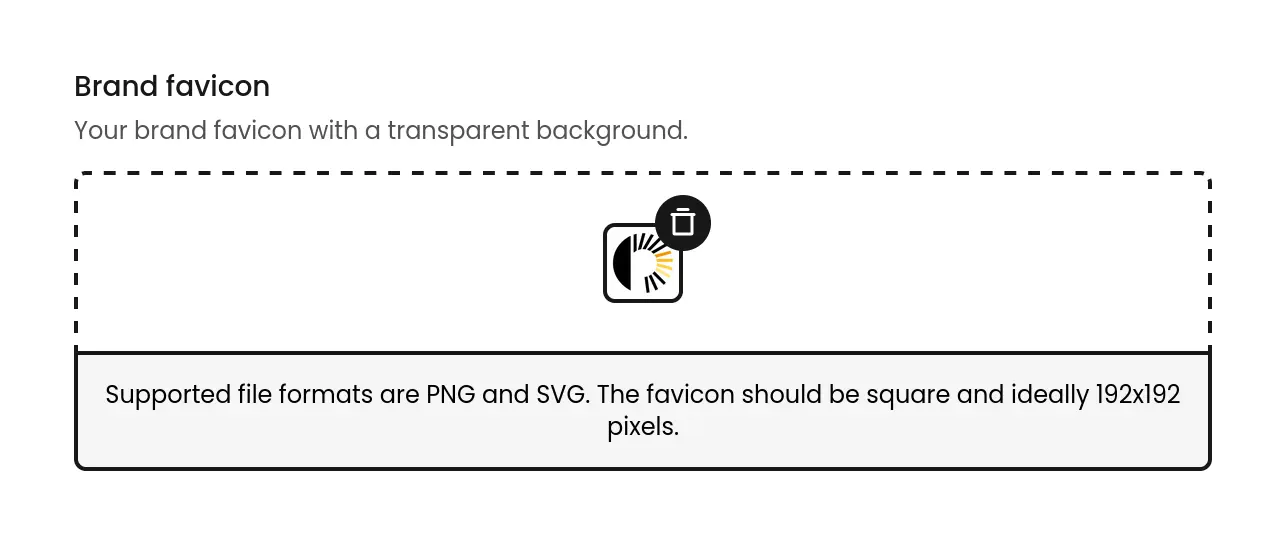 Brand favicon
Your brand favicon with a transparent background.
Supported file formats are PNG and SVG. The favicon should be square and ideally 192x192
pixels.